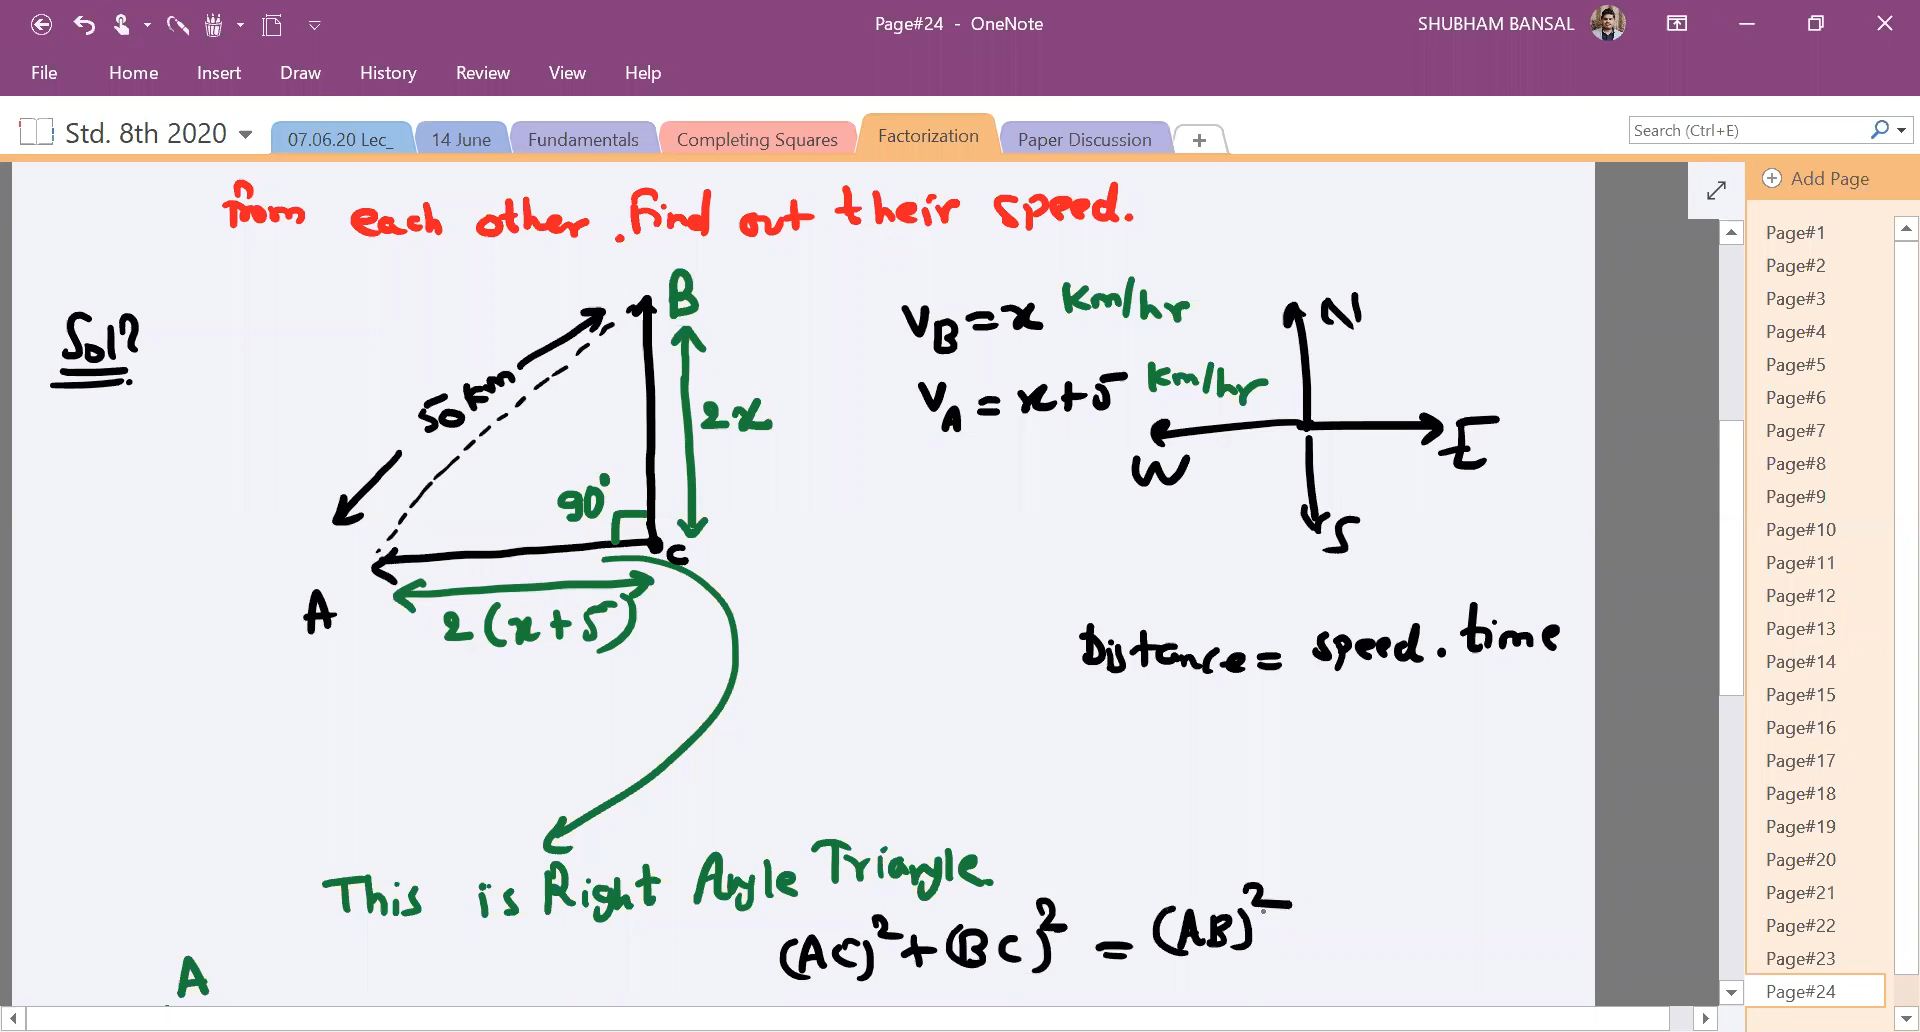 Page#24 - OneNote
SHUBHAM BANSAL
File Home Insert Draw History Review View Help
Std. 8th 2020
07.06.20 Lec_
14 June
Fundamentals
Completing Squares
Factorization
Paper Discussion
Search (Ctrl+E)
Add Page
from each other. Find out their speed.
Solⁿ
B
50 km
2x
90°
C
A
2(x+5)
V_B = x km/hr
V_A = x+5 km/hr
N
W
E
S
Distance = speed . time
This is Right Angle Triangle
(AC)² + (BC)² = (AB)²
A
Page#1
Page#2
Page#3
Page#4
Page#5
Page#6
Page#7
Page#8
Page#9
Page#10
Page#11
Page#12
Page#13
Page#14
Page#15
Page#16
Page#17
Page#18
Page#19
Page#20
Page#21
Page#22
Page#23
Page#24